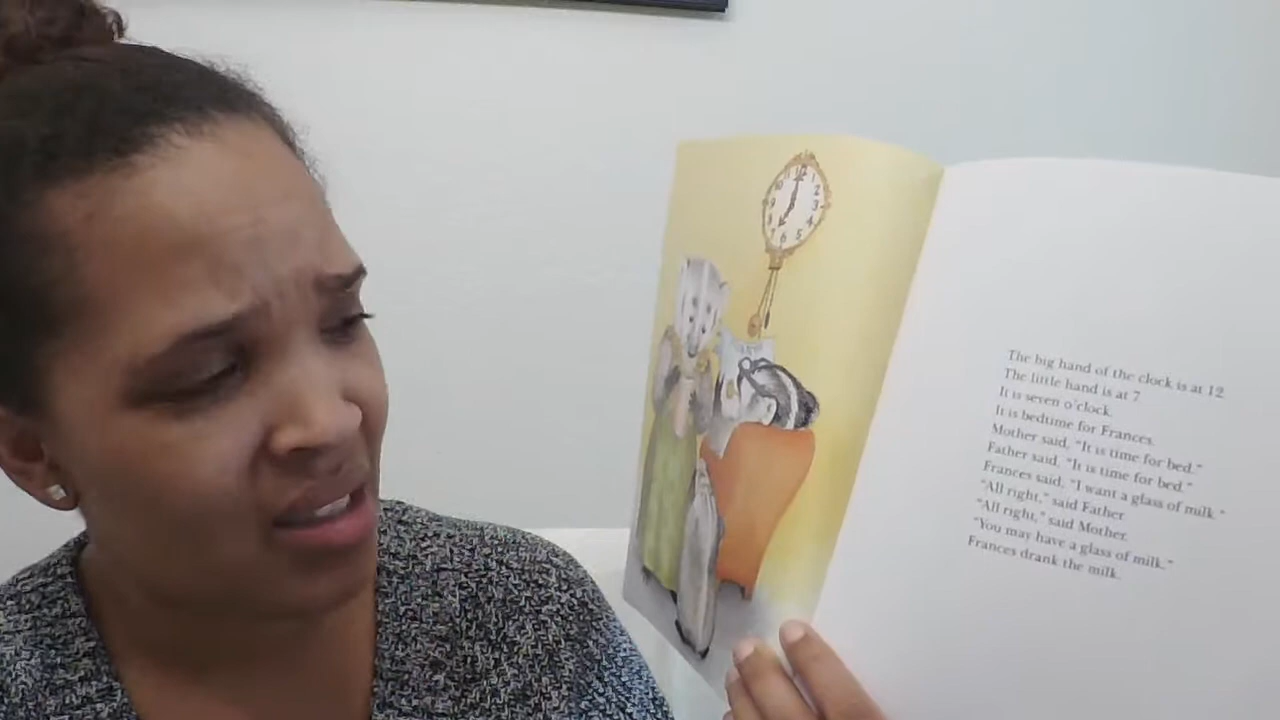 The big hand of the clock is at 12.
The little hand is at 7.
It is seven o'clock.
It is bedtime for Frances.
Mother said, "It is time for bed."
Father said, "It is time for bed."
Frances said, "I want a glass of milk."
"All right," said Father.
"All right," said Mother.
"You may have a glass of milk."
Frances drank the milk.